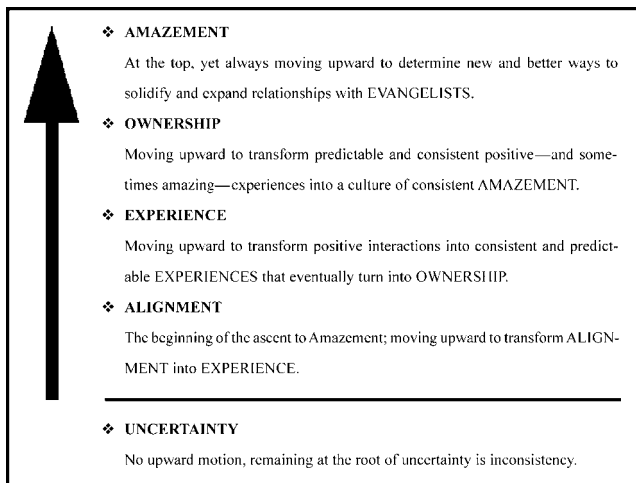 ❖ AMAZEMENT
At the top, yet always moving upward to determine new and better ways to
solidify and expand relationships with EVANGELISTS.
❖ OWNERSHIP
Moving upward to transform predictable and consistent positive—and some-
times amazing—experiences into a culture of consistent AMAZEMENT.
❖ EXPERIENCE
Moving upward to transform positive interactions into consistent and predict-
able EXPERIENCES that eventually turn into OWNERSHIP.
❖ ALIGNMENT
The beginning of the ascent to Amazement; moving upward to transform ALIGN-
MENT into EXPERIENCE.
❖ UNCERTAINTY
No upward motion, remaining at the root of uncertainty is inconsistency.